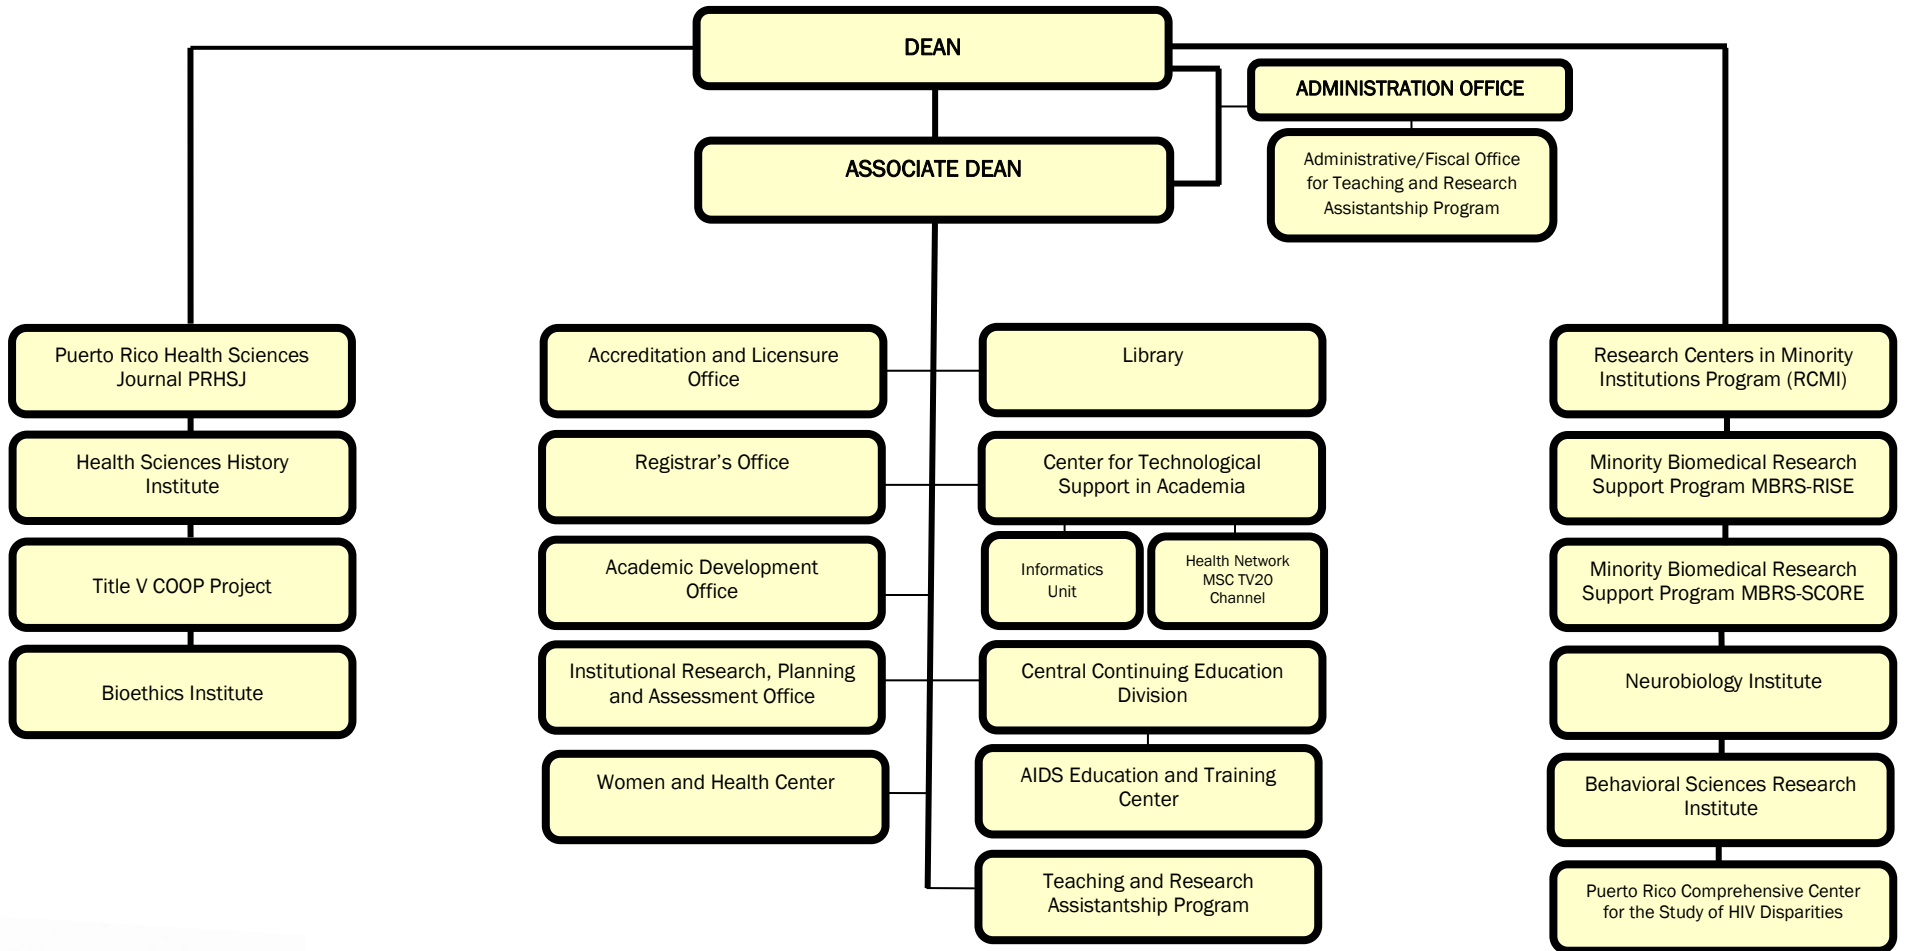 DEAN
ADMINISTRATION OFFICE
Administrative/Fiscal Office
for Teaching and Research
Assistantship Program
ASSOCIATE DEAN
Puerto Rico Health Sciences
Journal PRHSJ
Health Sciences History
Institute
Title V COOP Project
Bioethics Institute
Accreditation and Licensure
Office
Registrar’s Office
Academic Development
Office
Institutional Research, Planning
and Assessment Office
Women and Health Center
Library
Center for Technological
Support in Academia
Informatics
Unit
Health Network
MSC TV20
Channel
Central Continuing Education
Division
AIDS Education and Training
Center
Teaching and Research
Assistantship Program
Research Centers in Minority
Institutions Program (RCMI)
Minority Biomedical Research
Support Program MBRS-RISE
Minority Biomedical Research
Support Program MBRS-SCORE
Neurobiology Institute
Behavioral Sciences Research
Institute
Puerto Rico Comprehensive Center
for the Study of HIV Disparities